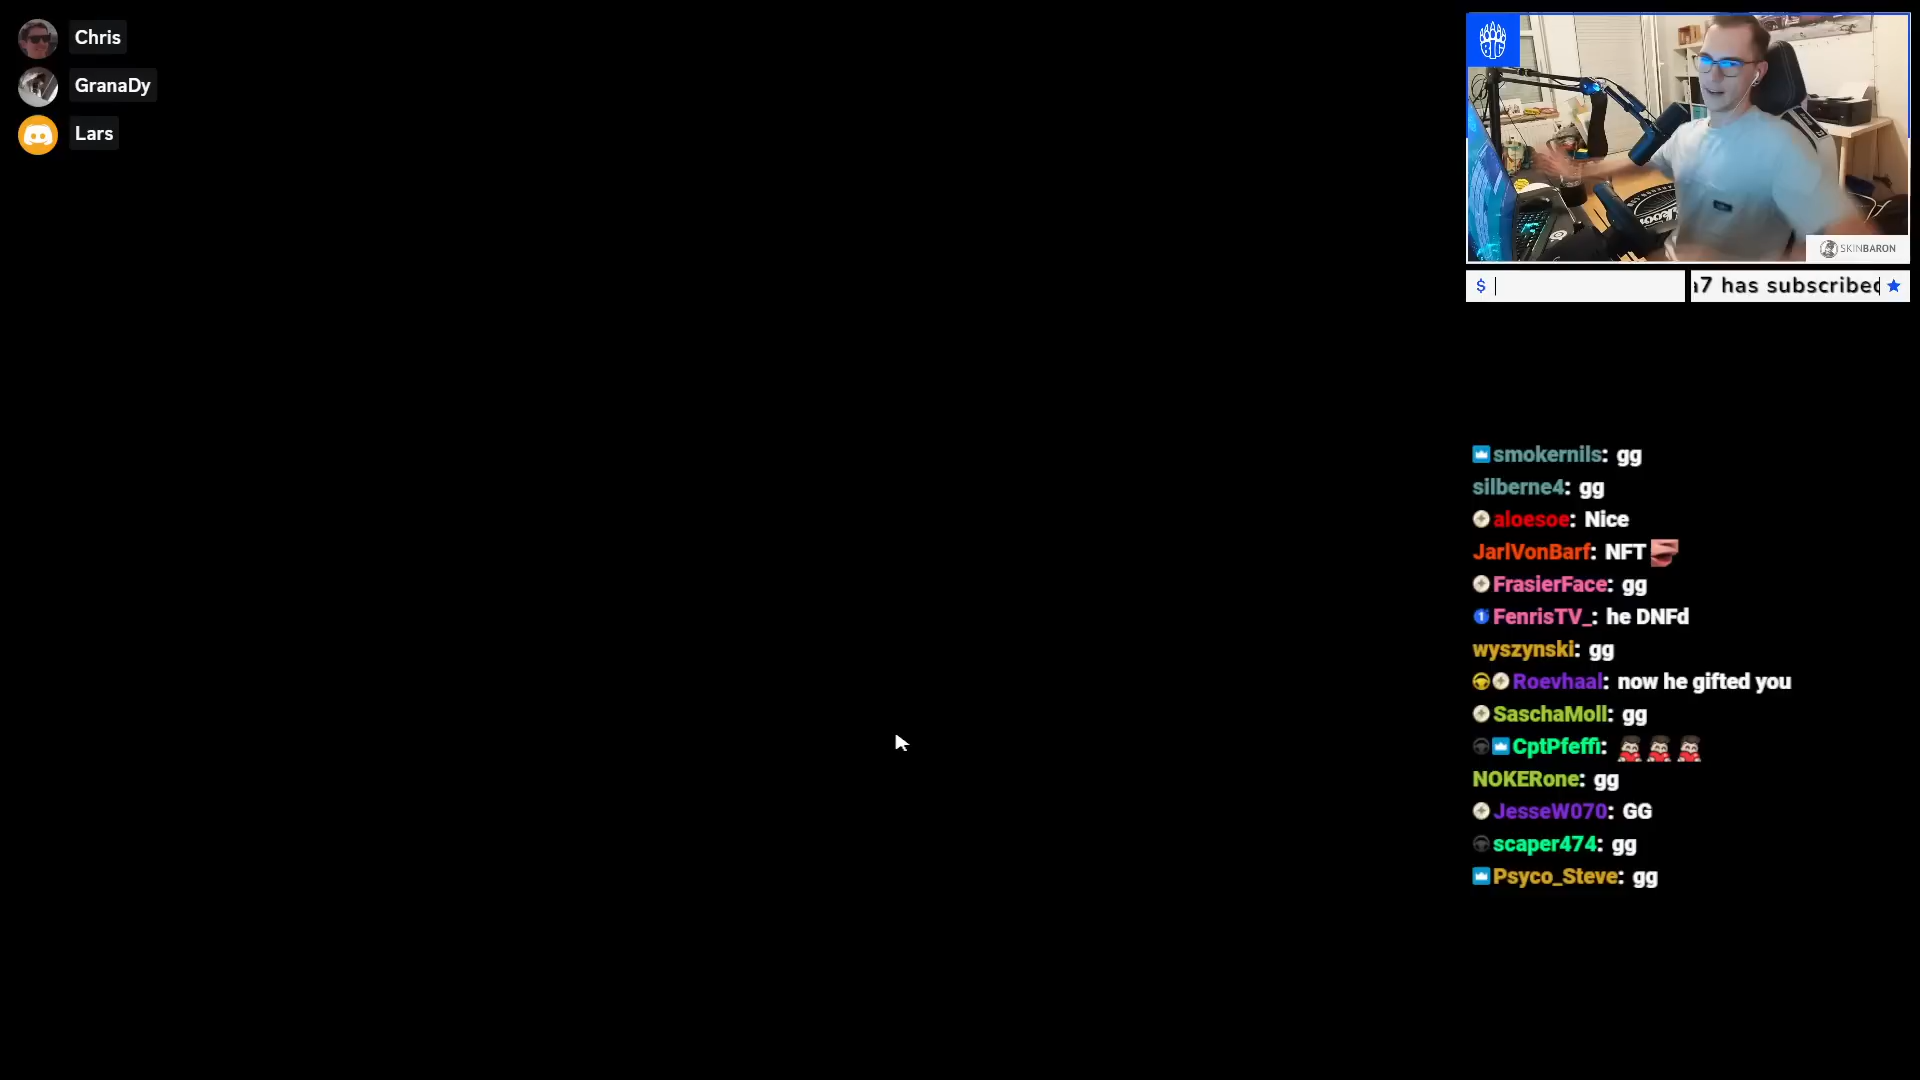 Chris
GranaDy
Lars
BIG
SKINBARON
$
7 has subscribed
smokernils: gg
silberne4: gg
aloesoe: Nice
JarlVonBarf: NFT
FrasierFace: gg
FenrisTV_: he DNFd
wyszynski: gg
Roevhaal: now he gifted you
SaschaMoll: gg
CptPfeffi:
NOKERone: gg
JesseW070: GG
scaper474: gg
Psyco_Steve: gg